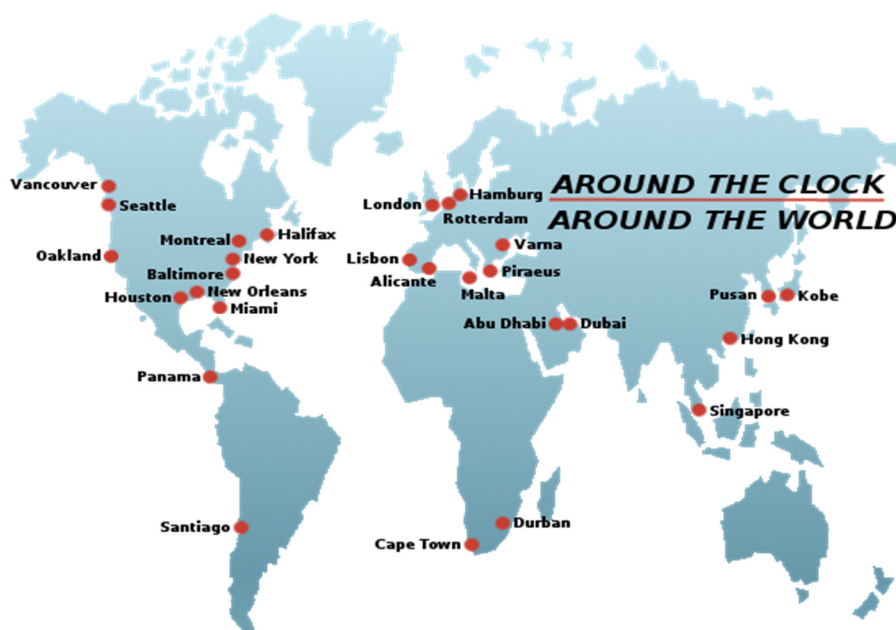 Vancouver
Seattle
Hamburg
AROUND THE CLOCK
London
Rotterdam
AROUND THE WORLD
Montreal
Halifax
Varna
Oakland
New York
Lisbon
Baltimore
Piraeus
Alicante
Malta
Houston
New Orleans
Miami
Pusan
Kobe
Abu Dhabi
Dubai
Hong Kong
Panama
Singapore
Santiago
Durban
Cape Town